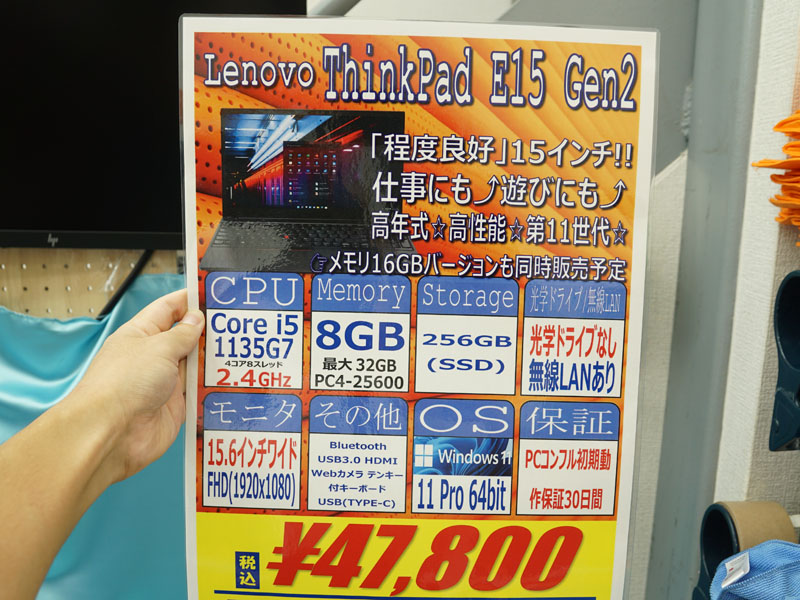 Lenovo ThinkPad E15 Gen2
「程度良好」15インチ!!
仕事にも⤴遊びにも⤴
高年式☆高性能☆第11世代☆
☞メモリ16GBバージョンも同時販売予定
CPU
Core i5
1135G7
4コア8スレッド
2.4GHz
Memory
8GB
最大 32GB
PC4-25600
Storage
256GB
(SSD)
光学ドライブ/無線LAN
光学ドライブなし
無線LANあり
モニタ
15.6インチワイド
FHD(1920x1080)
その他
Bluetooth
USB3.0 HDMI
Webカメラ テンキー
付キーボード
USB(TYPE-C)
OS
Windows 11
11 Pro 64bit
保証
PCコンフル初期動
作保証30日間
税込
¥47,800
hp